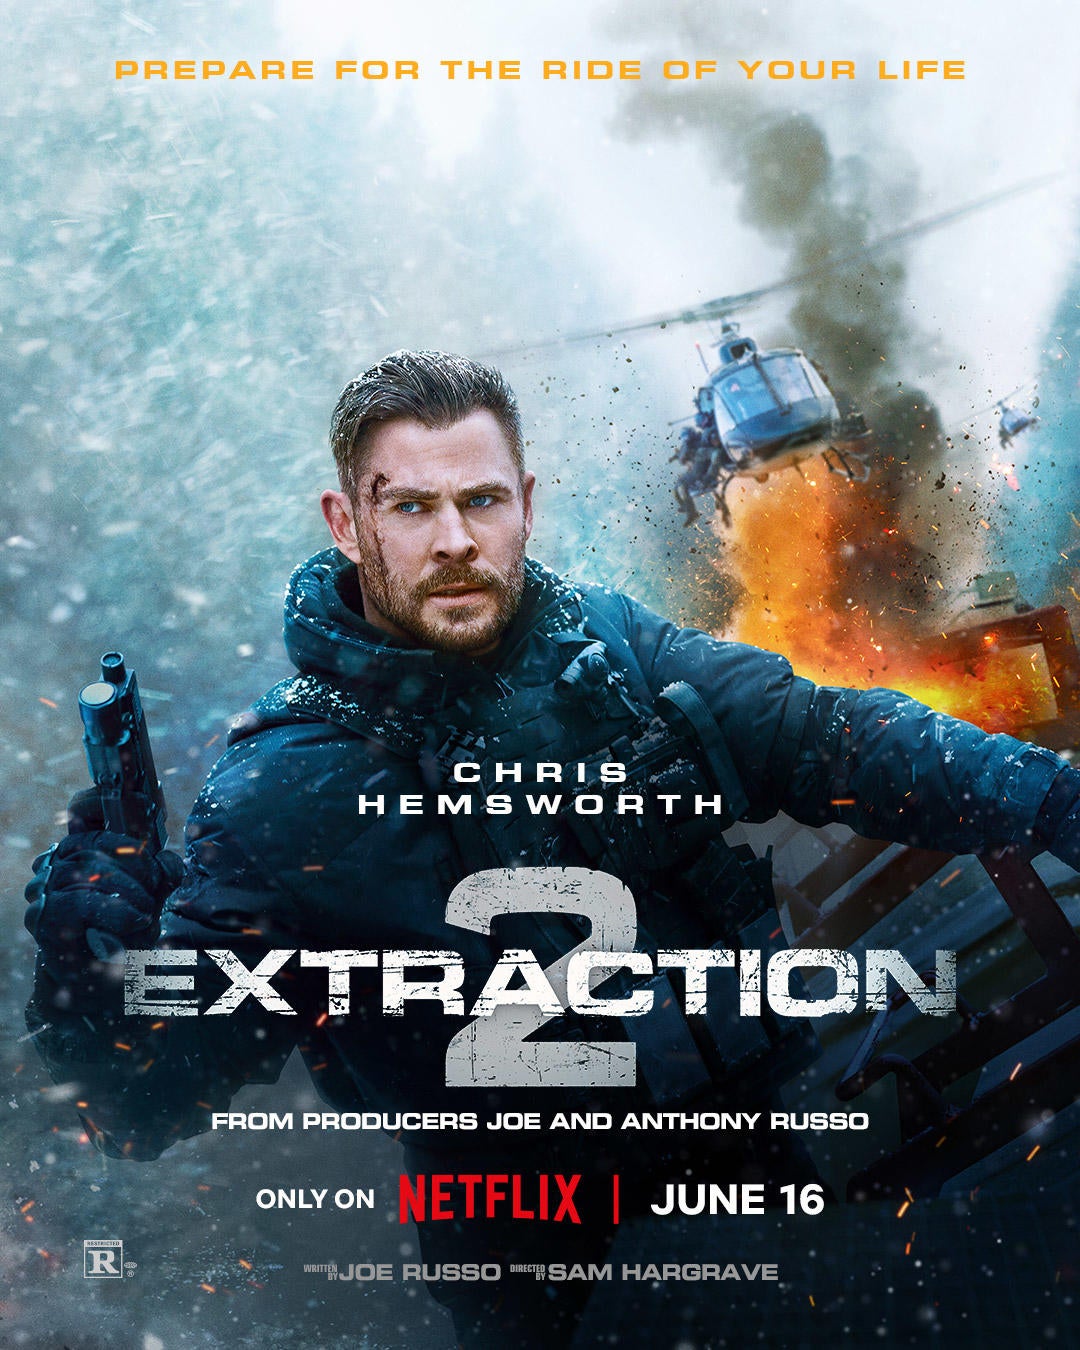 PREPARE FOR THE RIDE OF YOUR LIFE
CHRIS
HEMSWORTH
2
EXTRACTION
FROM PRODUCERS JOE AND ANTHONY RUSSO
ONLY ON NETFLIX | JUNE 16
RESTRICTED
R
®
WRITTEN BY JOE RUSSO DIRECTED BY SAM HARGRAVE